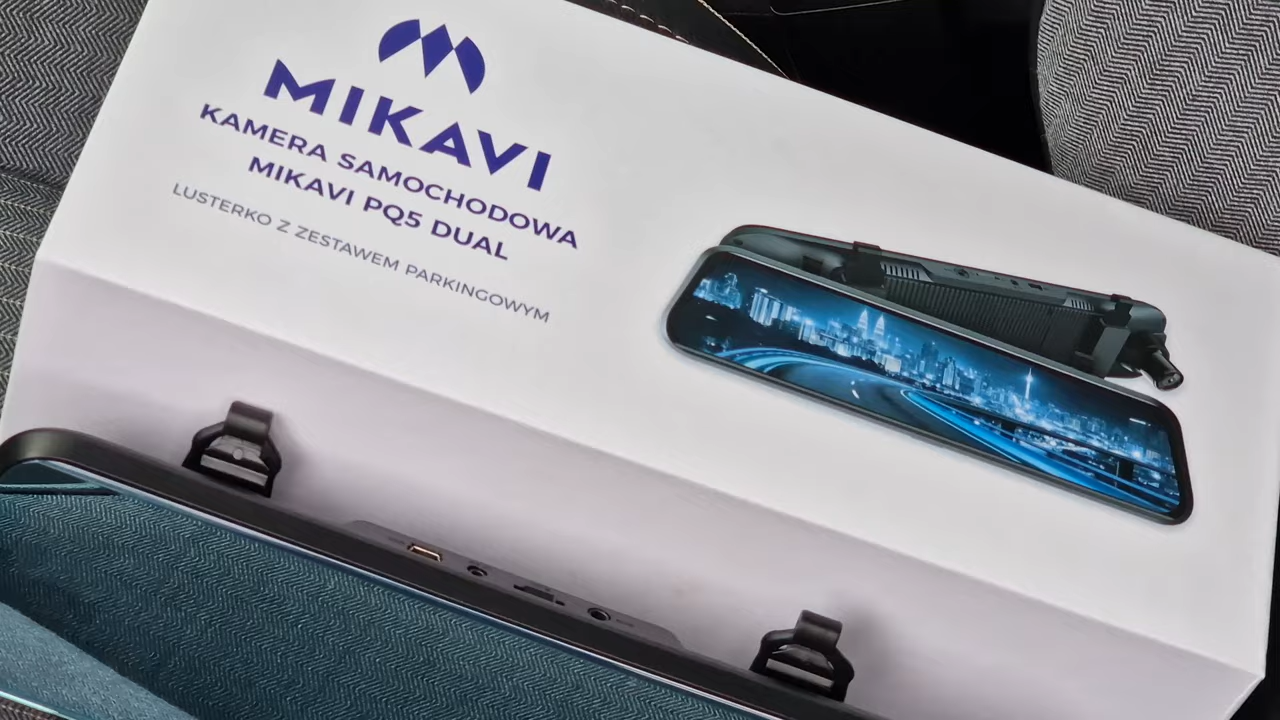 MIKAVI
KAMERA SAMOCHODOWA
MIKAVI PQ5 DUAL
LUSTERKO Z ZESTAWEM PARKINGOWYM